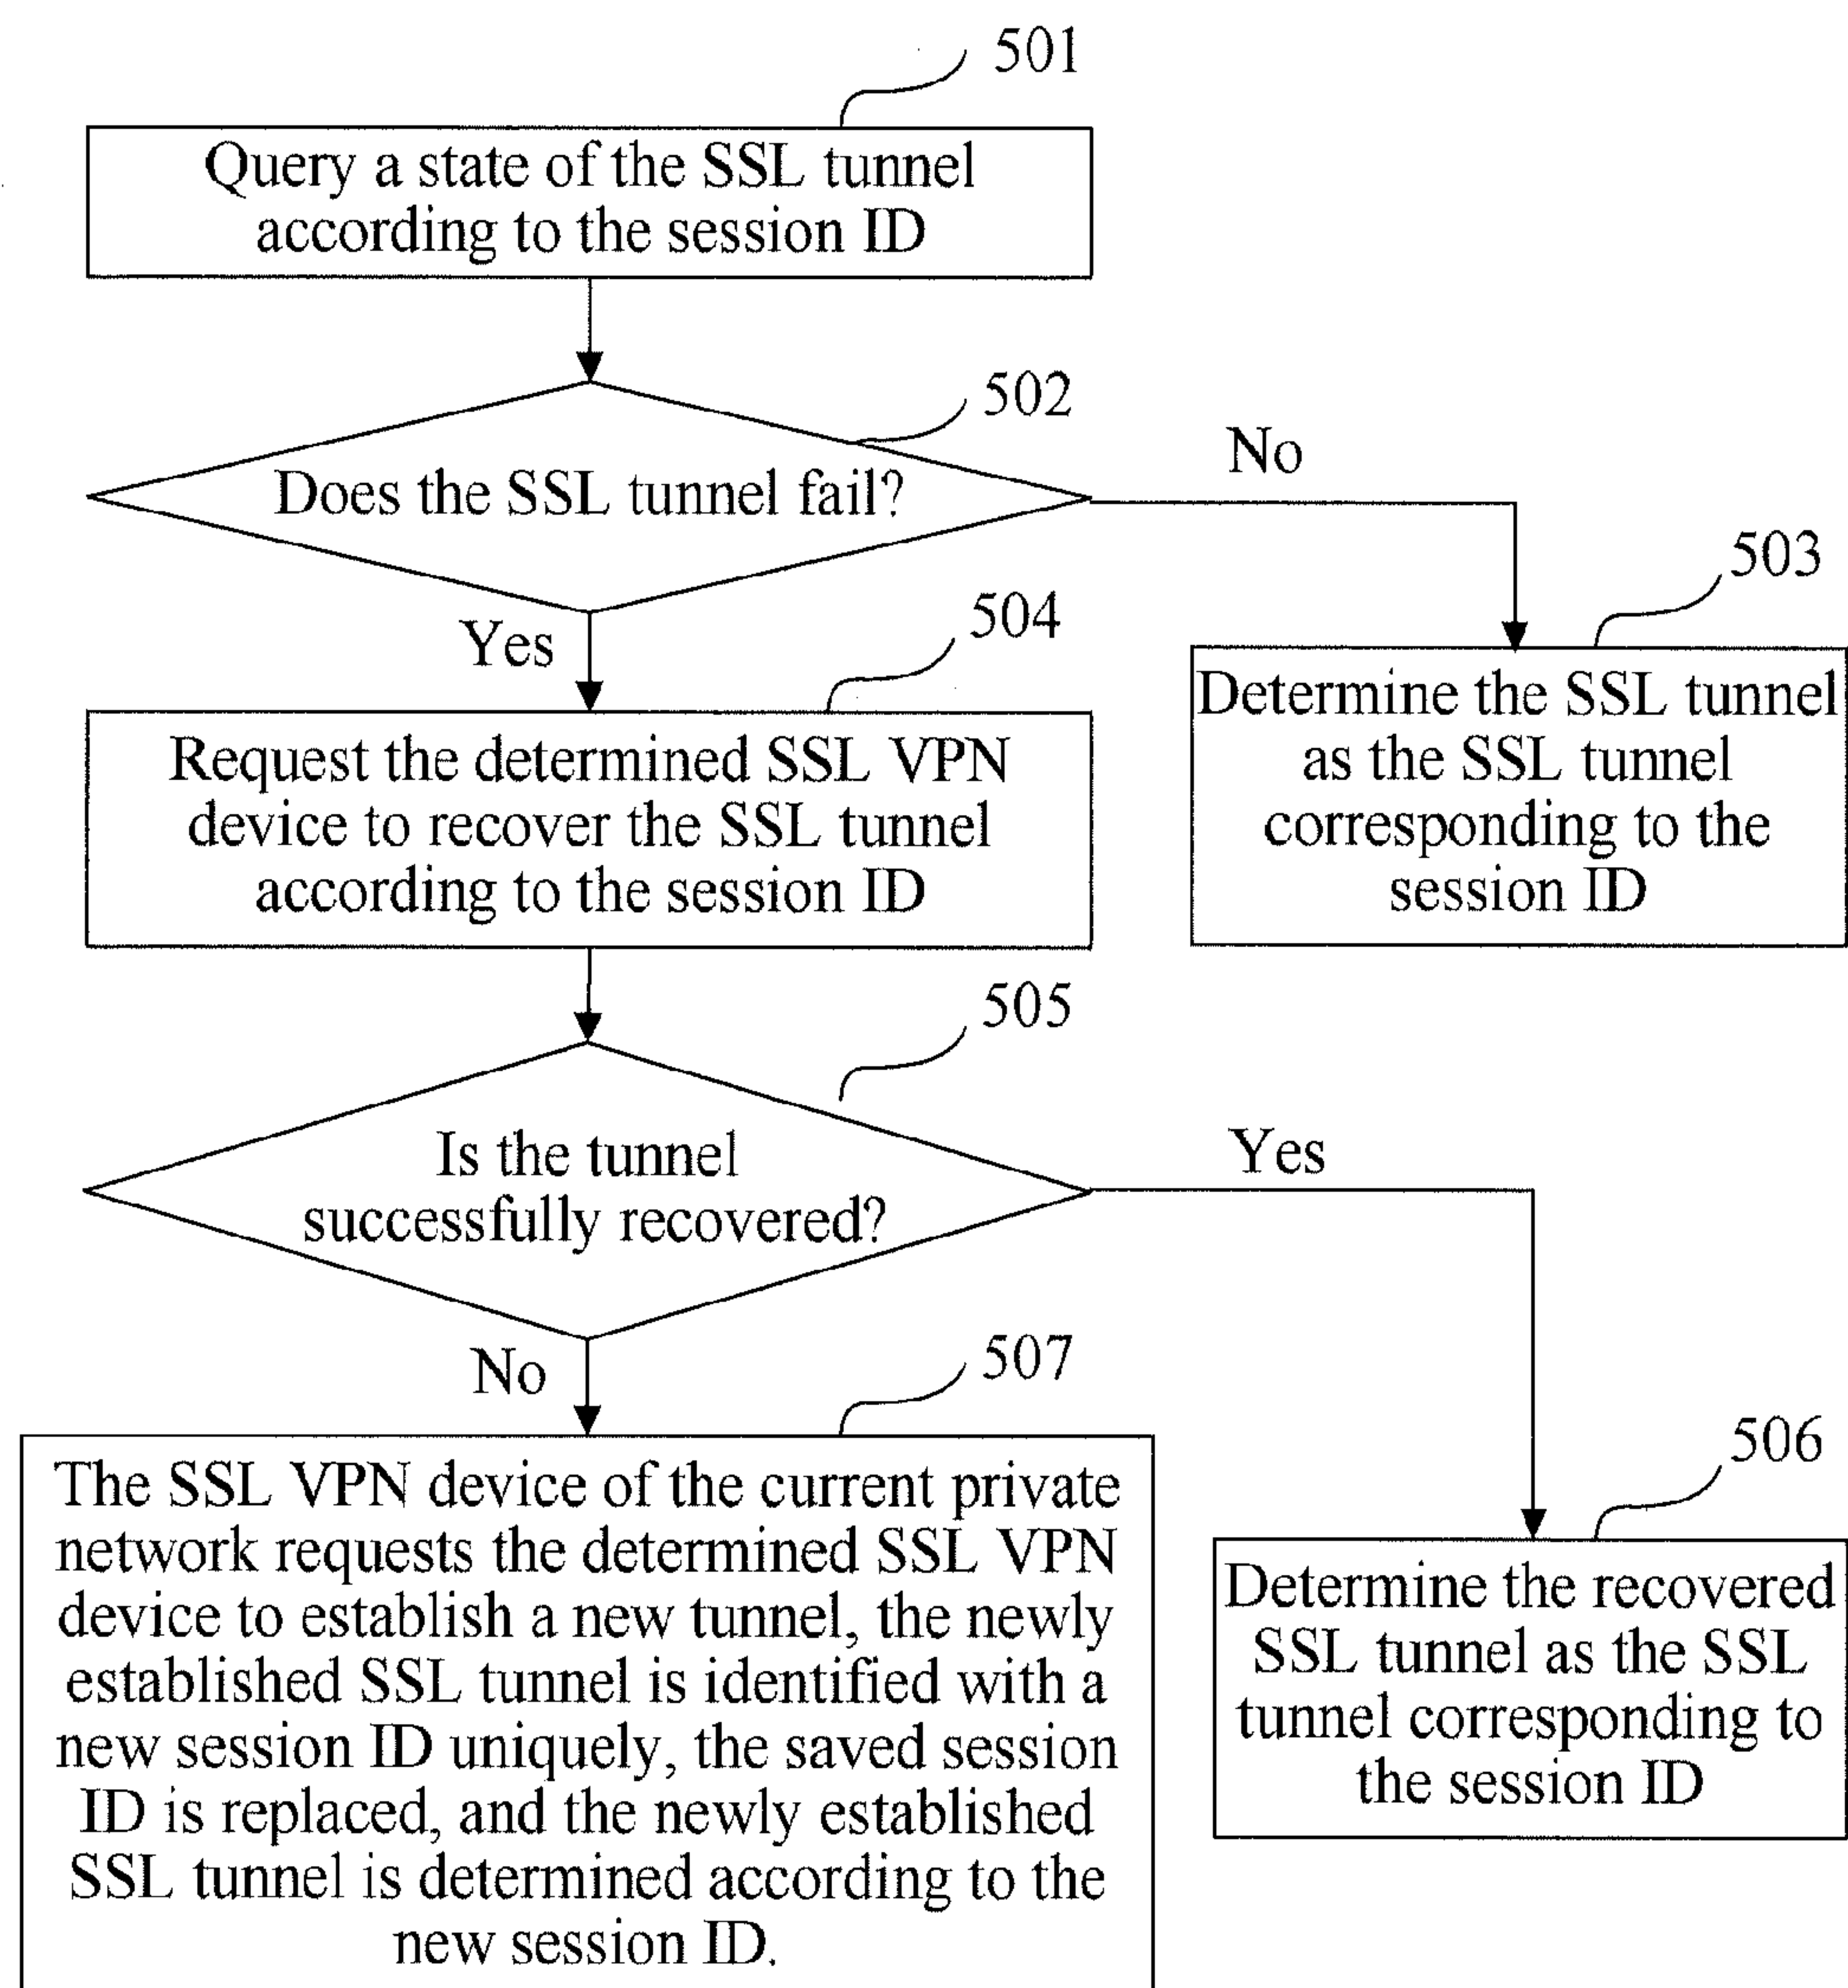 501
Query a state of the SSL tunnel
according to the session ID
502
Does the SSL tunnel fail?
No
503
Determine the SSL tunnel
as the SSL tunnel
corresponding to the
session ID
Yes
504
Request the determined SSL VPN
device to recover the SSL tunnel
according to the session ID
505
Is the tunnel
successfully recovered?
Yes
506
Determine the recovered
SSL tunnel as the SSL
tunnel corresponding to
the session ID
No
507
The SSL VPN device of the current private
network requests the determined SSL VPN
device to establish a new tunnel, the newly
established SSL tunnel is identified with a
new session ID uniquely, the saved session
ID is replaced, and the newly established
SSL tunnel is determined according to the
new session ID.